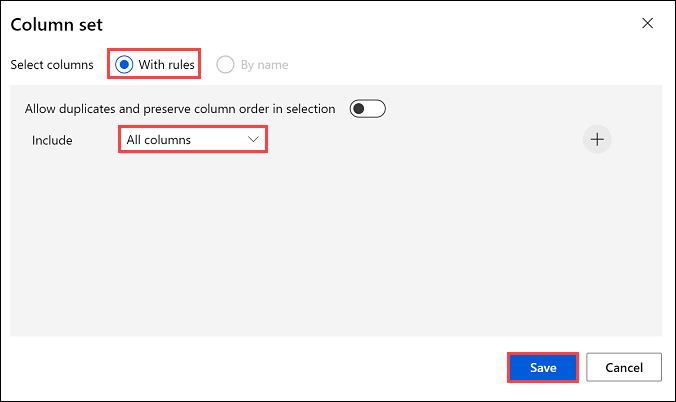 Column set
Select columns With rules By name
Allow duplicates and preserve column order in selection
Include All columns
Save Cancel